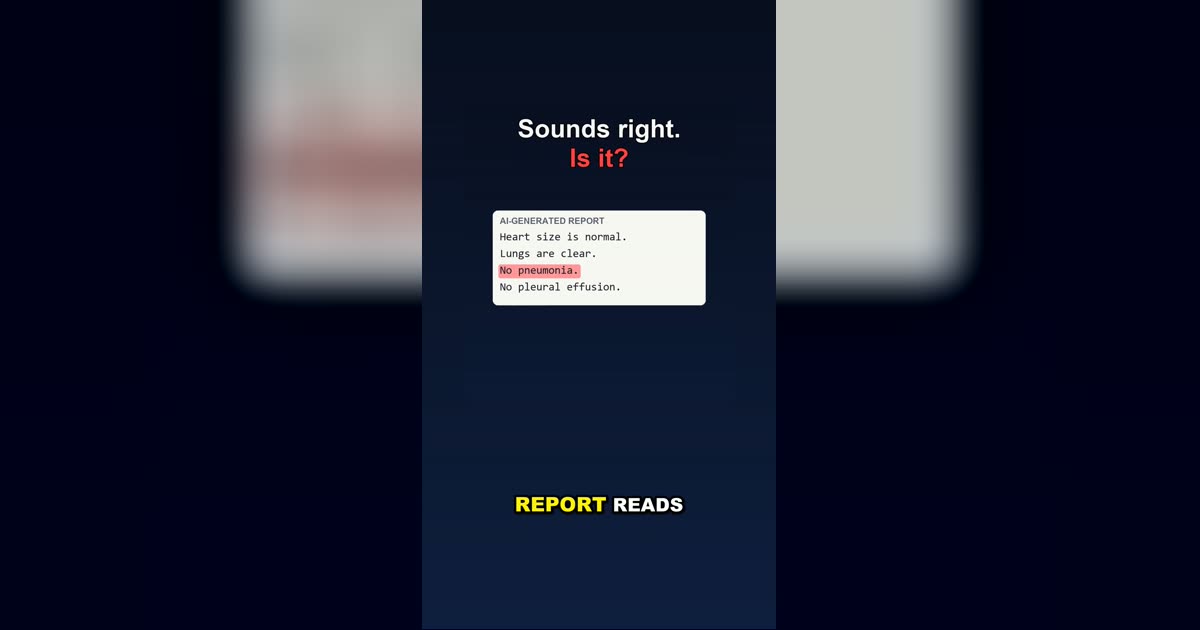 Sounds right.
Is it?
AI-GENERATED REPORT
Heart size is normal.
Lungs are clear.
No pneumonia.
No pleural effusion.
REPORT READS